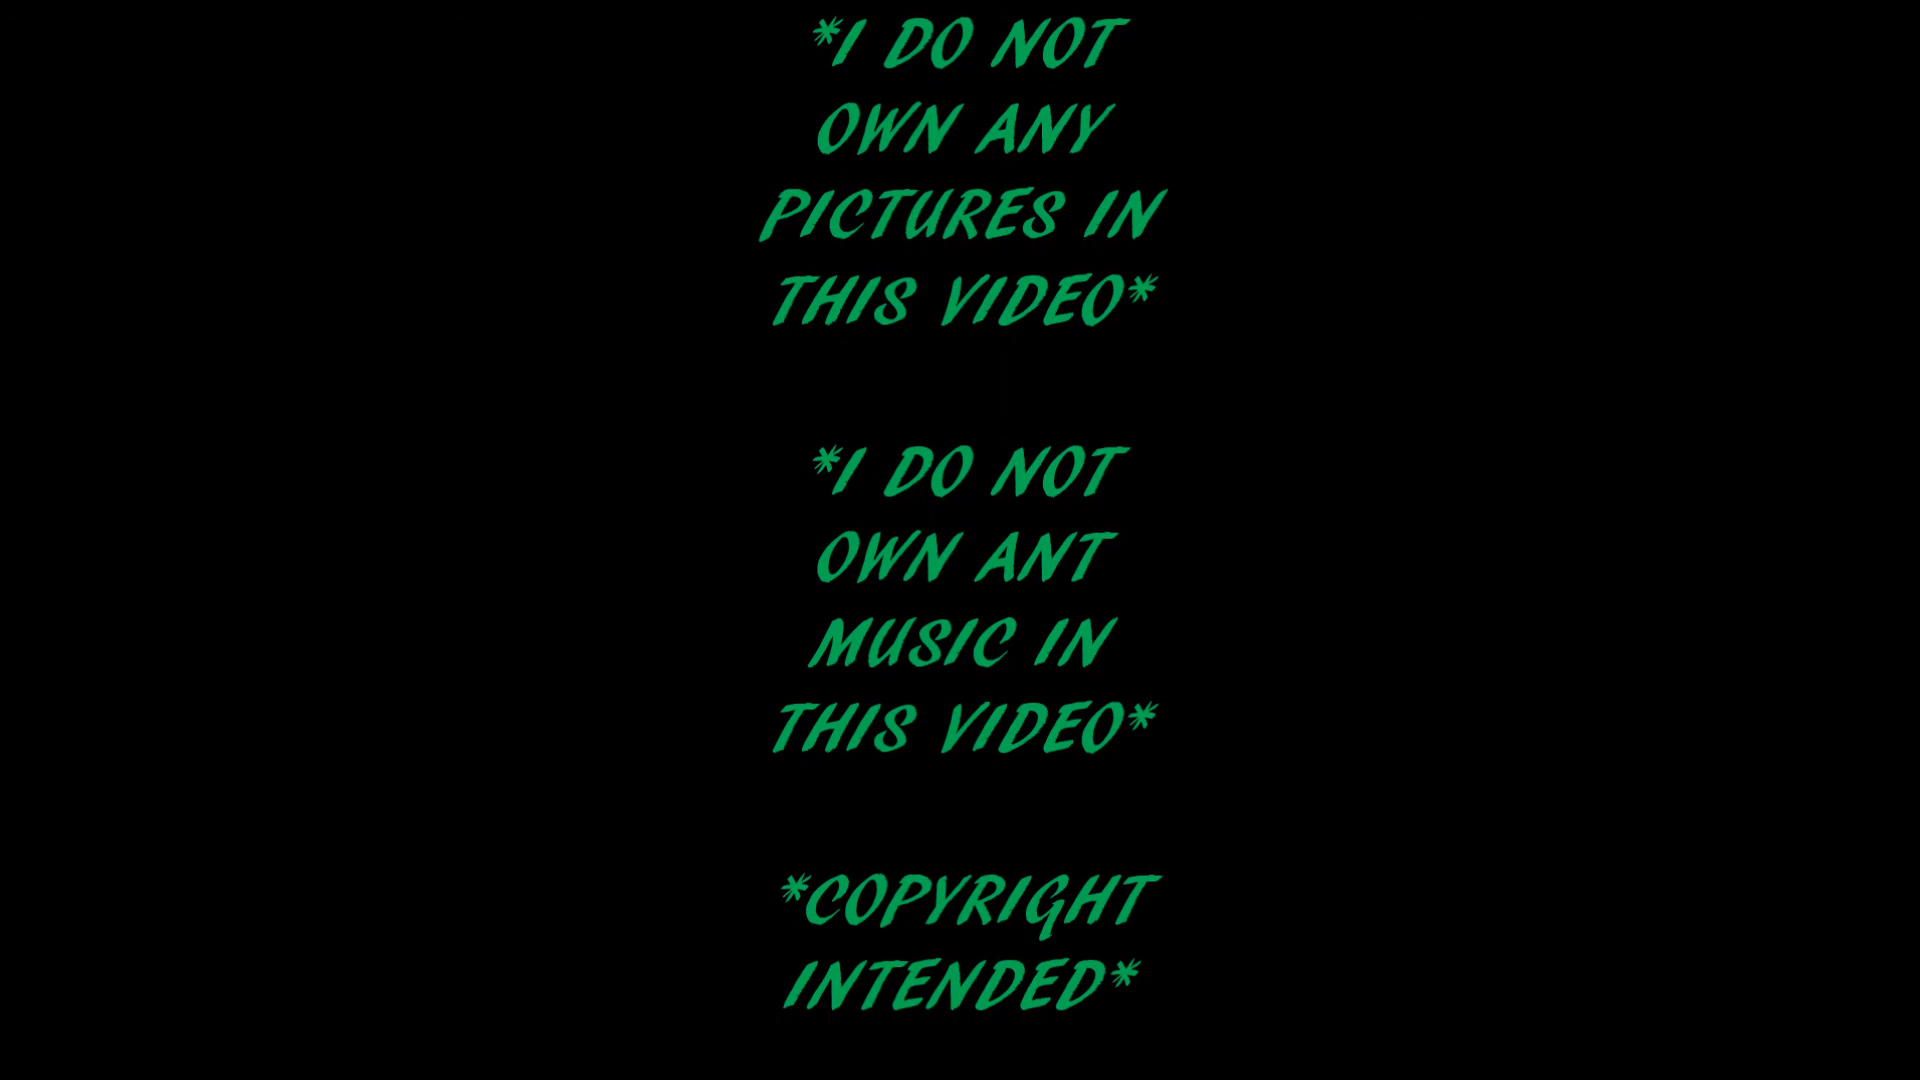 *I DO NOT
OWN ANY
PICTURES IN
THIS VIDEO*
*I DO NOT
OWN ANT
MUSIC IN
THIS VIDEO*
*COPYRIGHT
INTENDED*